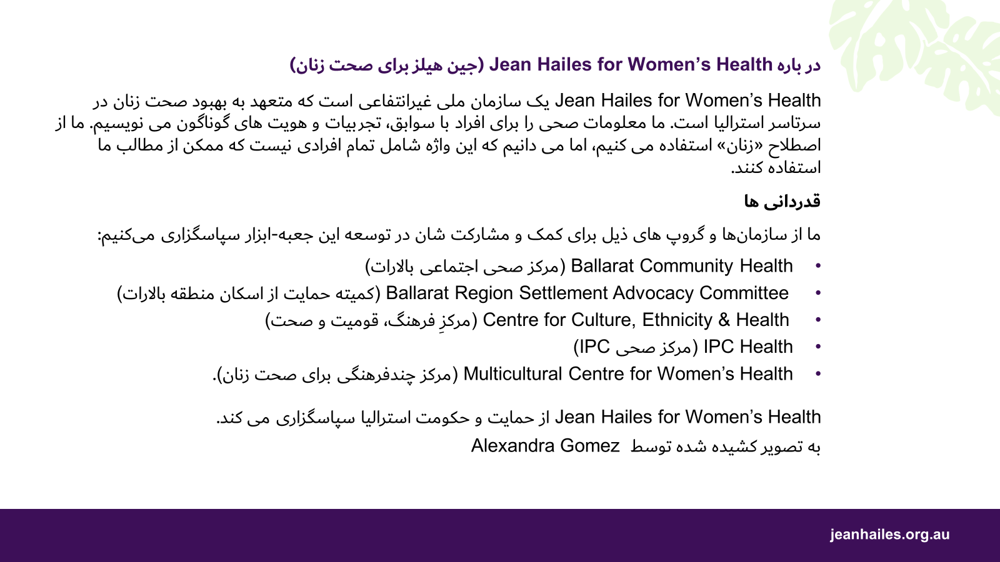 در باره Jean Hailes for Women’s Health (جین هیلز برای صحت زنان)
Jean Hailes for Women’s Health یک سازمان ملی غیرانتفاعی است که متعهد به بهبود صحت زنان در
سرتاسر استرالیا است. ما معلومات صحی را برای افراد با سوابق، تجربیات و هویت های گوناگون می نویسیم. ما از
اصطلاح «زنان» استفاده می کنیم، اما می دانیم که این واژه شامل تمام افرادی نیست که ممکن از مطالب ما
استفاده کنند.
قدردانی ها
ما از سازمان‌ها و گروپ های ذیل برای کمک و مشارکت شان در توسعه این جعبه-ابزار سپاسگزاری می‌کنیم:
• Ballarat Community Health (مرکز صحی اجتماعی بالارات)
• Ballarat Region Settlement Advocacy Committee (کمیته حمایت از اسکان منطقه بالارات)
• Centre for Culture, Ethnicity & Health (مرکزِ فرهنگ، قومیت و صحت)
• IPC Health (مرکز صحی IPC)
• Multicultural Centre for Women’s Health (مرکز چندفرهنگی برای صحت زنان).
Jean Hailes for Women’s Health از حمایت و حکومت استرالیا سپاسگزاری می کند.
به تصویر کشیده شده توسط Alexandra Gomez
jeanhailes.org.au